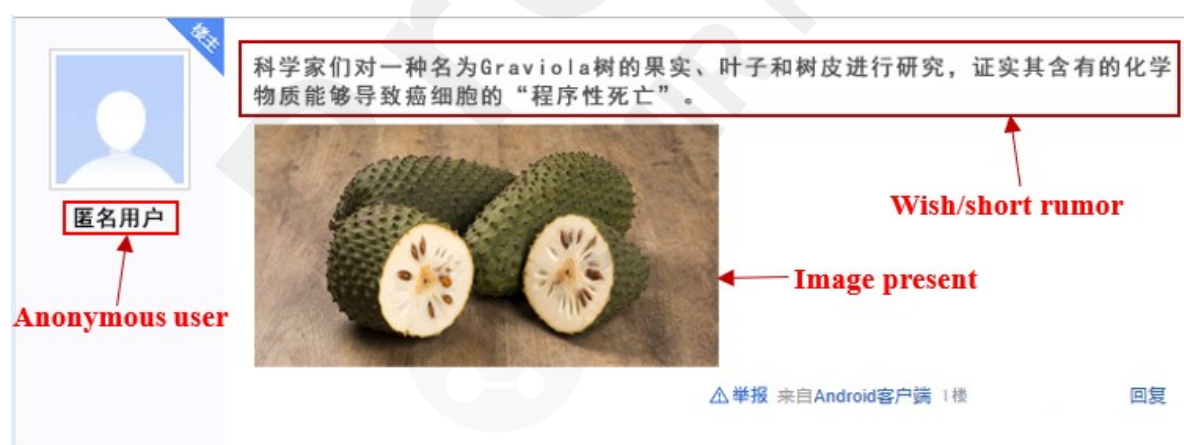 楼主
科学家们对一种名为Graviola树的果实、叶子和树皮进行研究，证实其含有的化学
物质能够导致癌细胞的“程序性死亡”。
匿名用户
Wish/short rumor
Image present
Anonymous user
举报 来自Android客户端 1楼 回复